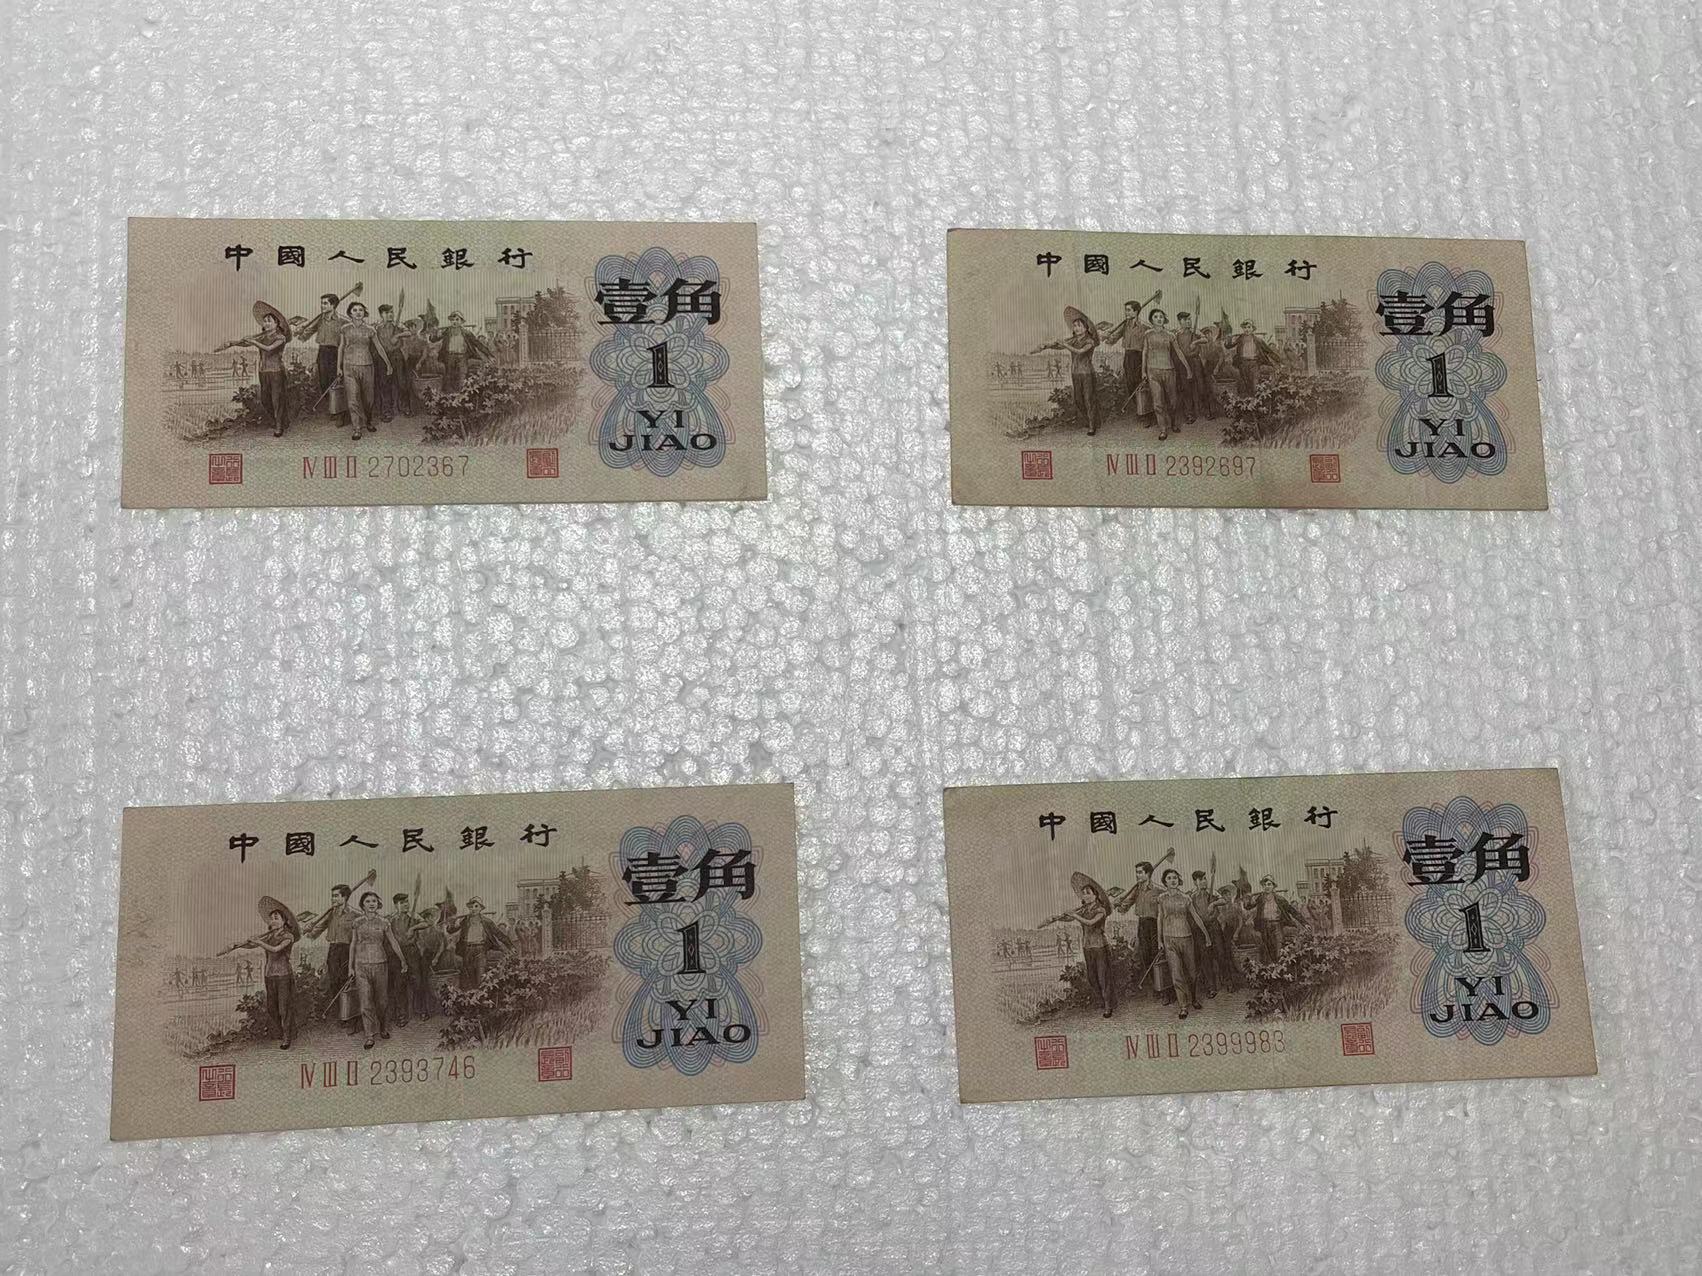 中國人民銀行
壹角
1
YI
JIAO
Ⅳ Ⅲ Ⅱ 2702367
中國人民銀行
壹角
1
YI
JIAO
Ⅳ Ⅲ Ⅱ 2392697
中國人民銀行
壹角
1
YI
JIAO
Ⅳ Ⅲ Ⅱ 2393746
中國人民銀行
壹角
1
YI
JIAO
Ⅳ Ⅲ Ⅱ 2399983